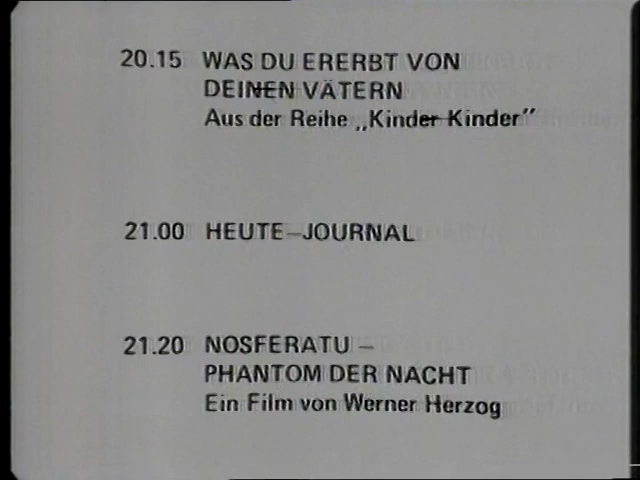 20.15 WAS DU ERERBT VON
DEINEN VÄTERN
Aus der Reihe „Kinder Kinder"
21.00 HEUTE–JOURNAL
21.20 NOSFERATU –
PHANTOM DER NACHT
Ein Film von Werner Herzog